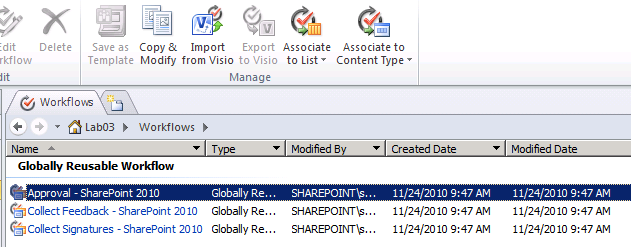 Edit Delete Save as Copy & Import Export Associate Associate to
rkflow Template Modify from Visio to Visio to List Content Type
dit Manage
Workflows
Lab03 Workflows
Name Type Modified By Created Date Modified Date
Globally Reusable Workflow
Approval - SharePoint 2010 Globally Re... SHAREPOINT\s... 11/24/2010 9:47 AM 11/24/2010 9:47 AM
Collect Feedback - SharePoint 2010 Globally Re... SHAREPOINT\s... 11/24/2010 9:47 AM 11/24/2010 9:47 AM
Collect Signatures - SharePoint 2010 Globally Re... SHAREPOINT\s... 11/24/2010 9:47 AM 11/24/2010 9:47 AM